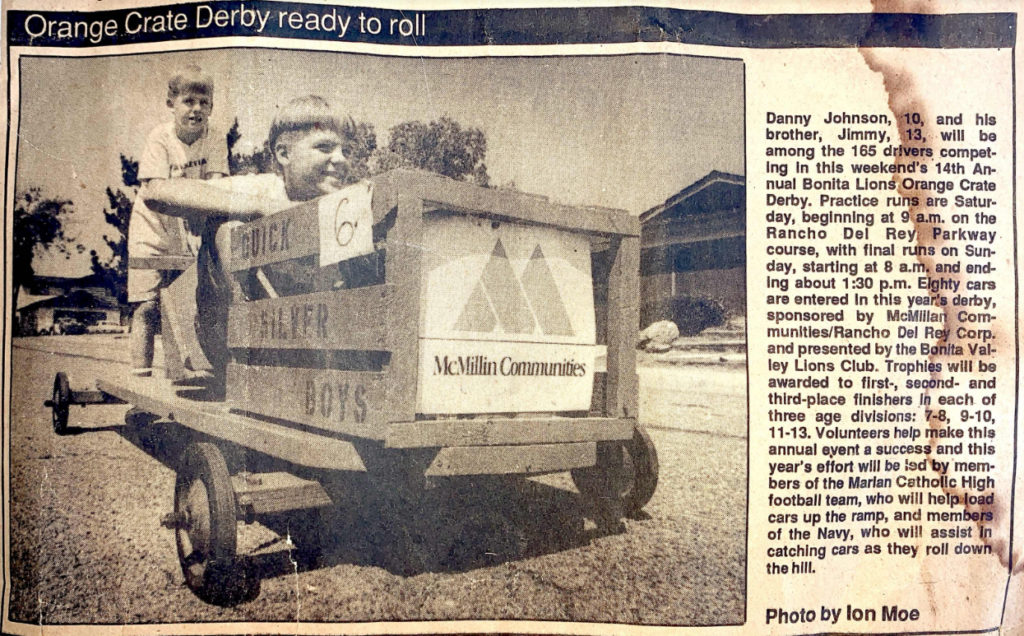 Orange Crate Derby ready to roll
6
QUICK
SILVER
BOYS
McMillin Communities
Danny Johnson, 10, and his
brother, Jimmy, 13, will be
among the 165 drivers compet-
ing in this weekend's 14th An-
nual Bonita Lions Orange Crate
Derby. Practice runs are Satur-
day, beginning at 9 a.m. on the
Rancho Del Rey Parkway
course, with final runs on Sun-
day, starting at 8 a.m. and end-
ing about 1:30 p.m. Eighty cars
are entered in this year's derby,
sponsored by McMillan Com-
munities/Rancho Del Rey Corp.
and presented by the Bonita Val-
ley Lions Club. Trophies will be
awarded to first-, second- and
third-place finishers in each of
three age divisions: 7-8, 9-10,
11-13. Volunteers help make this
annual event a success and this
year's effort will be led by mem-
bers of the Marian Catholic High
football team, who will help load
cars up the ramp, and members
of the Navy, who will assist in
catching cars as they roll down
the hill.
Photo by Ion Moe